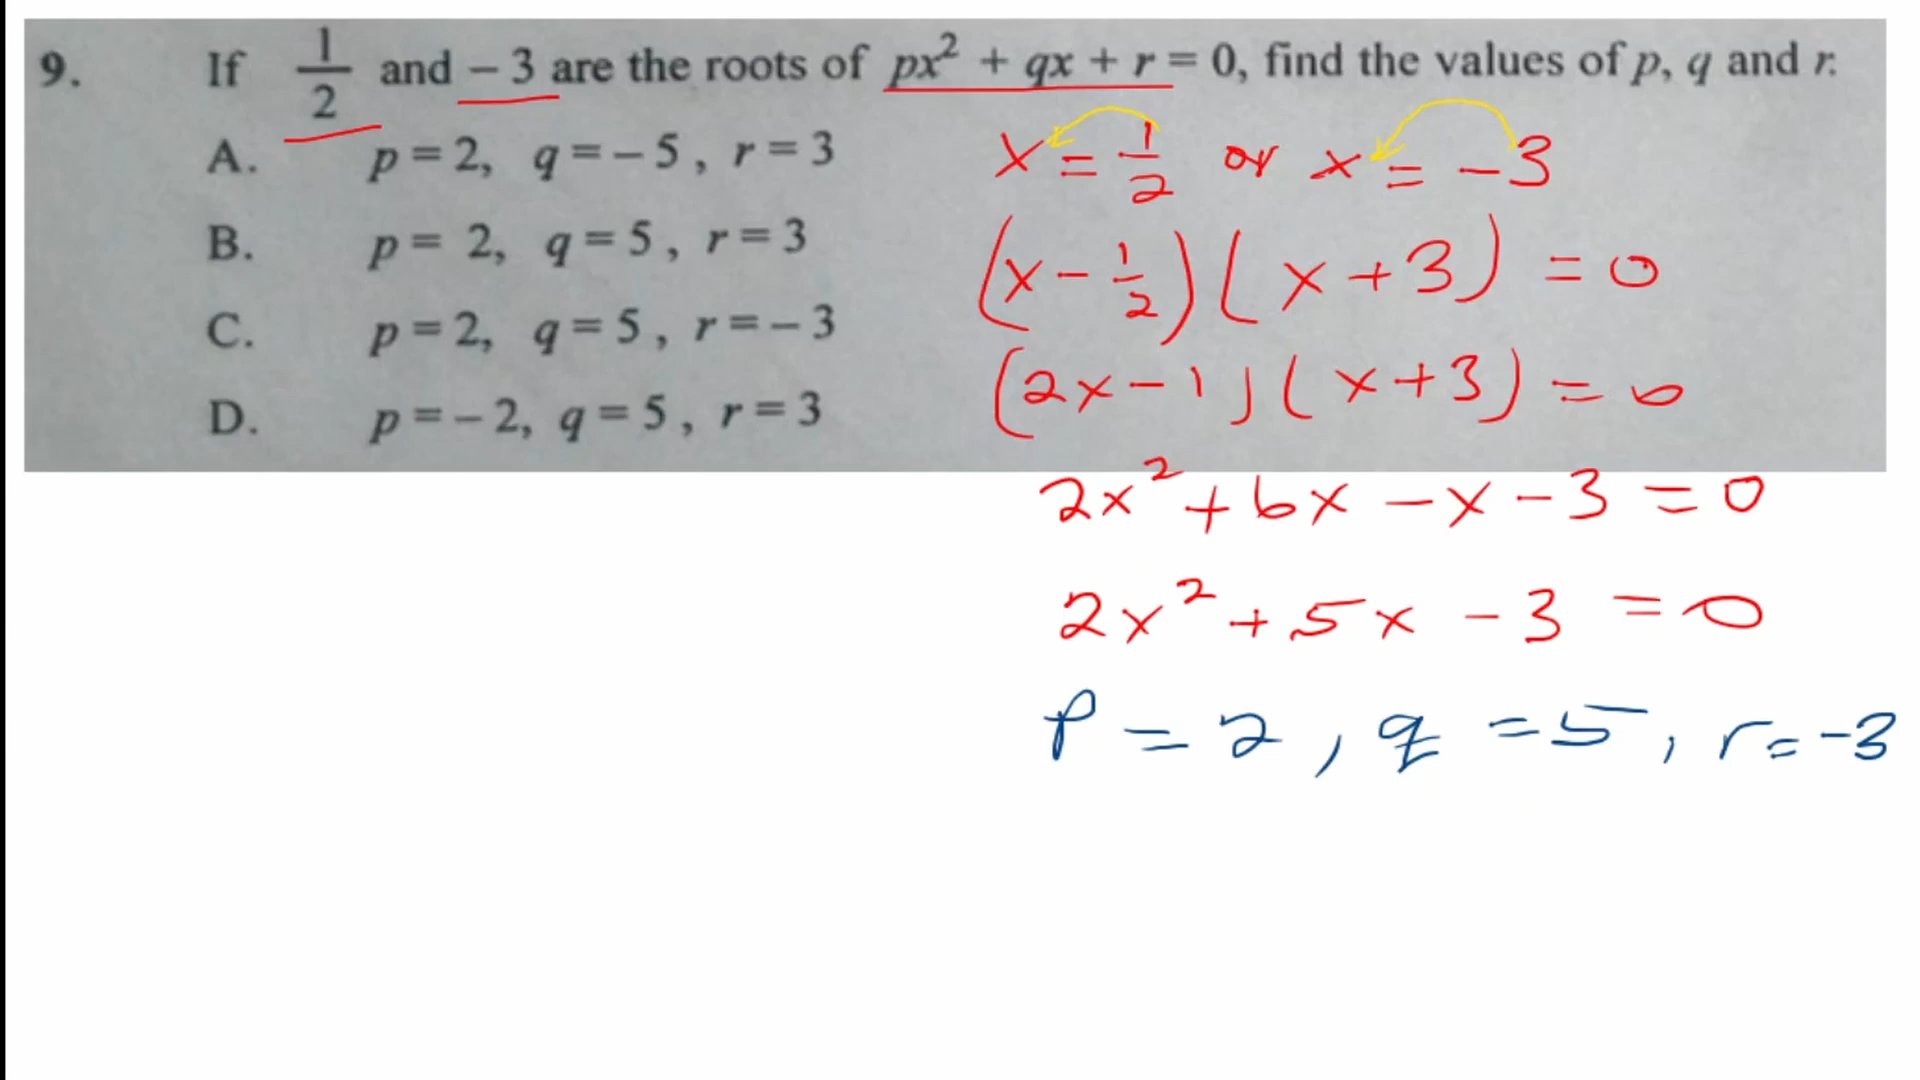 9. If 1/2 and – 3 are the roots of px² + qx + r = 0, find the values of p, q and r.
A. p = 2, q = – 5, r = 3
B. p = 2, q = 5, r = 3
C. p = 2, q = 5, r = – 3
D. p = – 2, q = 5, r = 3
x = 1/2 or x = -3
(x - 1/2)(x + 3) = 0
(2x - 1)(x + 3) = 0
2x² + 6x - x - 3 = 0
2x² + 5x - 3 = 0
P = 2, q = 5, r = -3